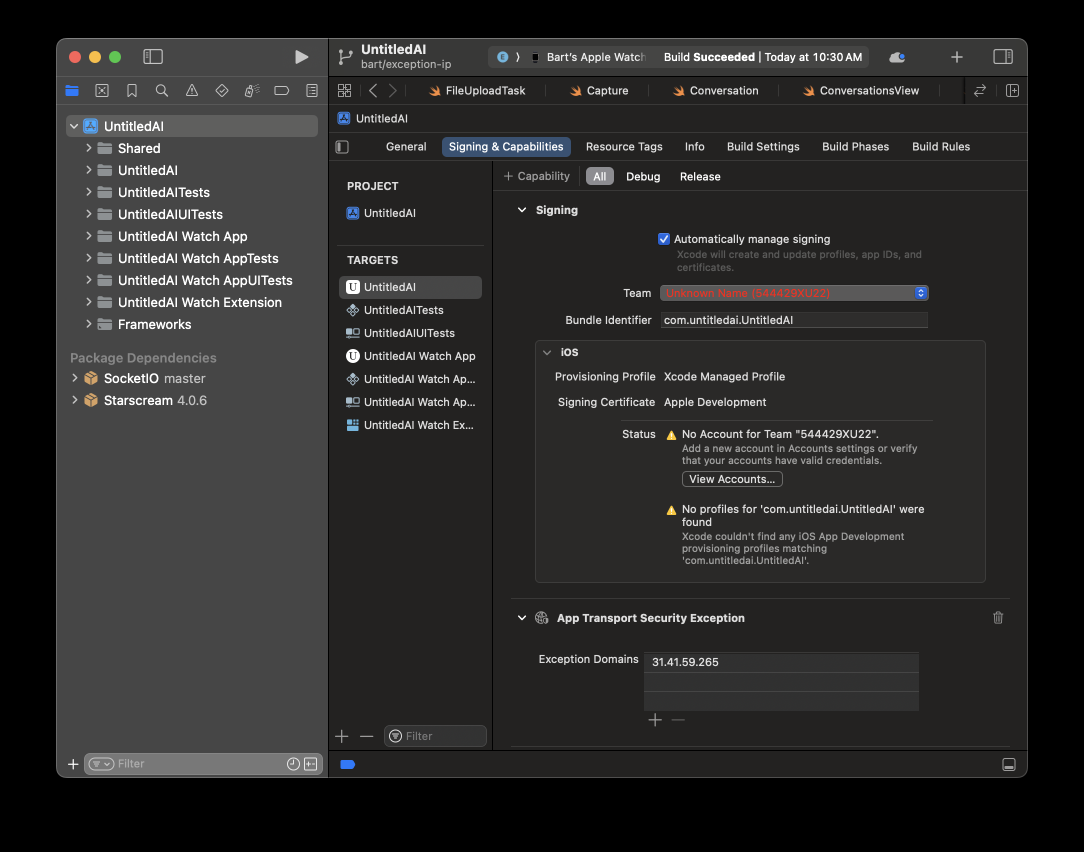 UntitledAI
bart/exception-ip
E
Bart's Apple Watch
Build Succeeded | Today at 10:30 AM
FileUploadTask
Capture
Conversation
ConversationsView
UntitledAI
Shared
UntitledAI
UntitledAITests
UntitledAIUITests
UntitledAI Watch App
UntitledAI Watch AppTests
UntitledAI Watch AppUITests
UntitledAI Watch Extension
Frameworks
Package Dependencies
SocketIO master
Starscream 4.0.6
Filter
UntitledAI
General
Signing & Capabilities
Resource Tags
Info
Build Settings
Build Phases
Build Rules
PROJECT
UntitledAI
TARGETS
U UntitledAI
UntitledAITests
UntitledAIUITests
U UntitledAI Watch App
UntitledAI Watch Ap...
UntitledAI Watch Ap...
UntitledAI Watch Ex...
Filter
+ Capability
All
Debug
Release
Signing
Automatically manage signing
Xcode will create and update profiles, app IDs, and
certificates.
Team Unknown Name (544429XU22)
Bundle Identifier com.untitledai.UntitledAI
iOS
Provisioning Profile Xcode Managed Profile
Signing Certificate Apple Development
Status No Account for Team "544429XU22".
Add a new account in Accounts settings or verify
that your accounts have valid credentials.
View Accounts...
No profiles for 'com.untitledai.UntitledAI' were
found
Xcode couldn't find any iOS App Development
provisioning profiles matching
'com.untitledai.UntitledAI'.
App Transport Security Exception
Exception Domains 31.41.59.265